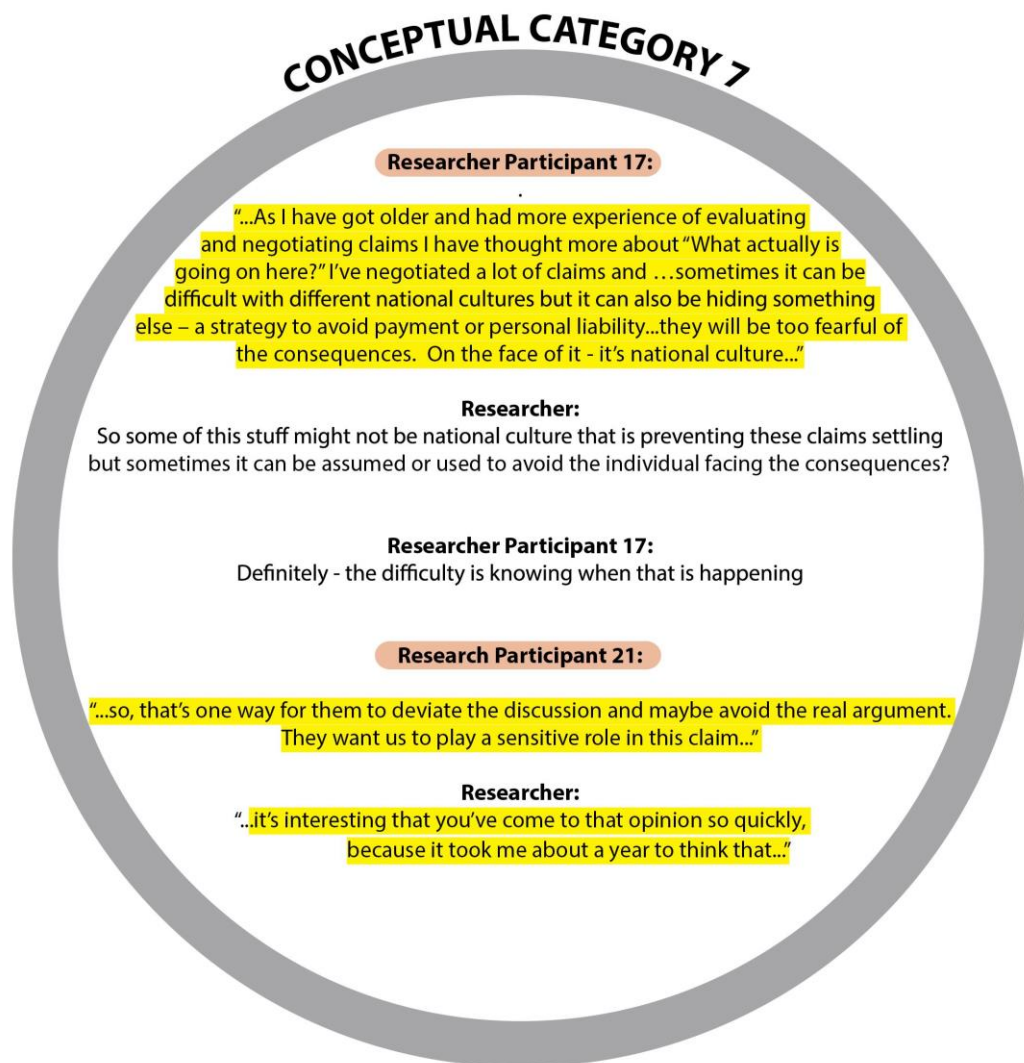 CONCEPTUAL CATEGORY 7
Researcher Participant 17:
.
“...As I have got older and had more experience of evaluating
and negotiating claims I have thought more about “What actually is
going on here?” I’ve negotiated a lot of claims and …sometimes it can be
difficult with different national cultures but it can also be hiding something
else – a strategy to avoid payment or personal liability...they will be too fearful of
the consequences. On the face of it - it’s national culture...”
Researcher:
So some of this stuff might not be national culture that is preventing these claims settling
but sometimes it can be assumed or used to avoid the individual facing the consequences?
Researcher Participant 17:
Definitely - the difficulty is knowing when that is happening
Research Participant 21:
“...so, that’s one way for them to deviate the discussion and maybe avoid the real argument.
They want us to play a sensitive role in this claim...”
Researcher:
“...it’s interesting that you’ve come to that opinion so quickly,
because it took me about a year to think that...”